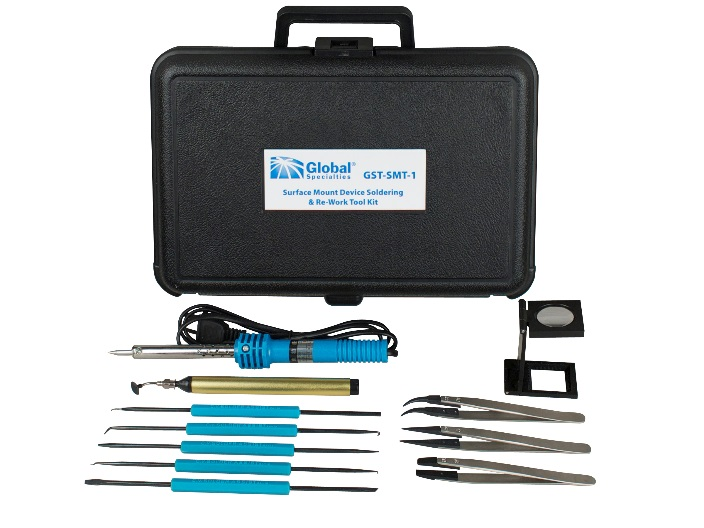 Global® GST-SMT-1
Specialties
Surface Mount Device Soldering
& Re-Work Tool Kit